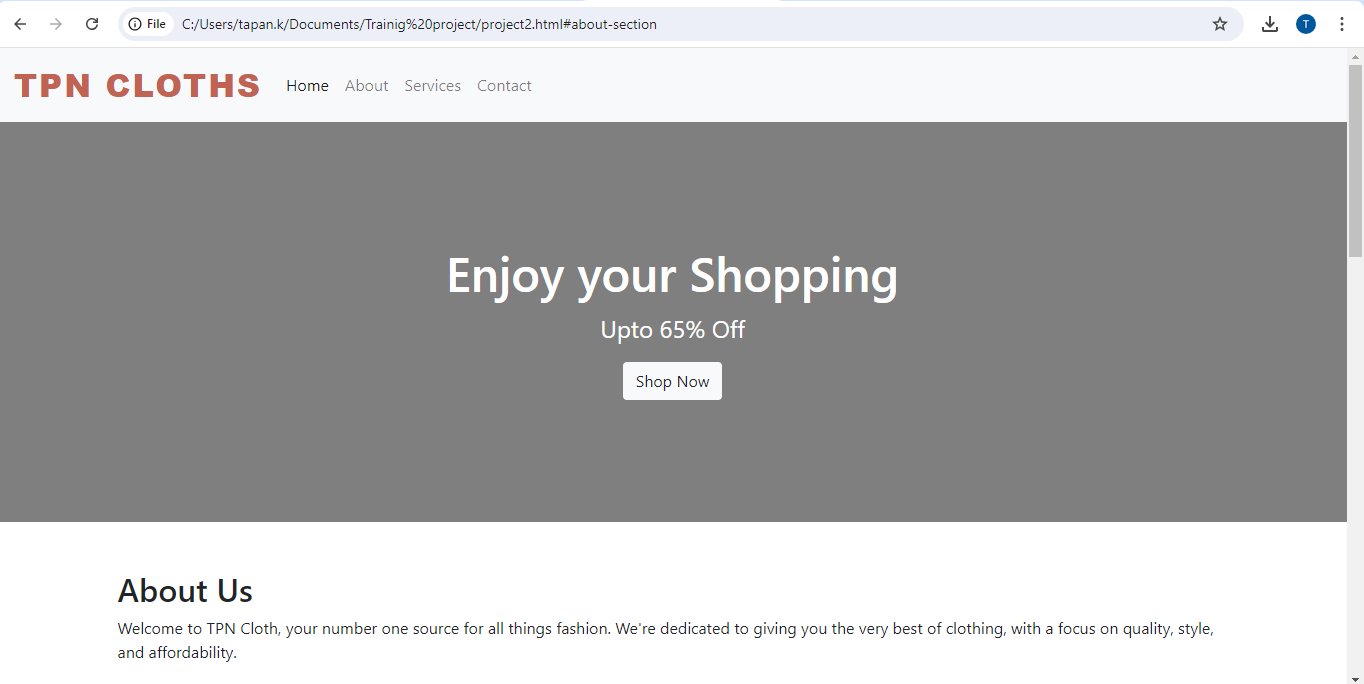 File C:/Users/tapan.k/Documents/Trainig%20project/project2.html#about-section T
TPN CLOTHS Home About Services Contact
Enjoy your Shopping
Upto 65% Off
Shop Now
About Us
Welcome to TPN Cloth, your number one source for all things fashion. We're dedicated to giving you the very best of clothing, with a focus on quality, style,
and affordability.